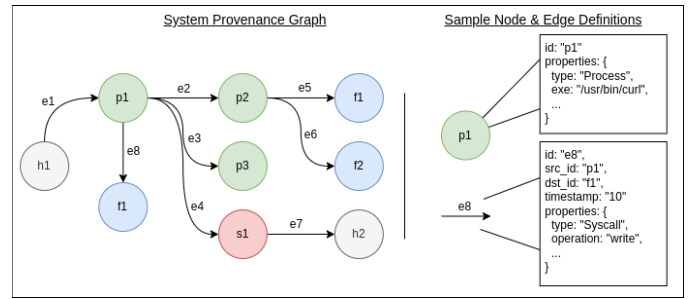 System Provenance Graph
Sample Node & Edge Definitions
e1
p1
e2
p2
e5
f1
e3
e6
e8
h1
p3
f2
f1
e4
s1
e7
h2
p1
id: "p1"
properties: {
type: "Process",
exe: "/usr/bin/curl",
...
}
e8
id: "e8",
src_id: "p1",
dst_id: "f1",
timestamp: "10"
properties: {
type: "Syscall",
operation: "write",
...
}